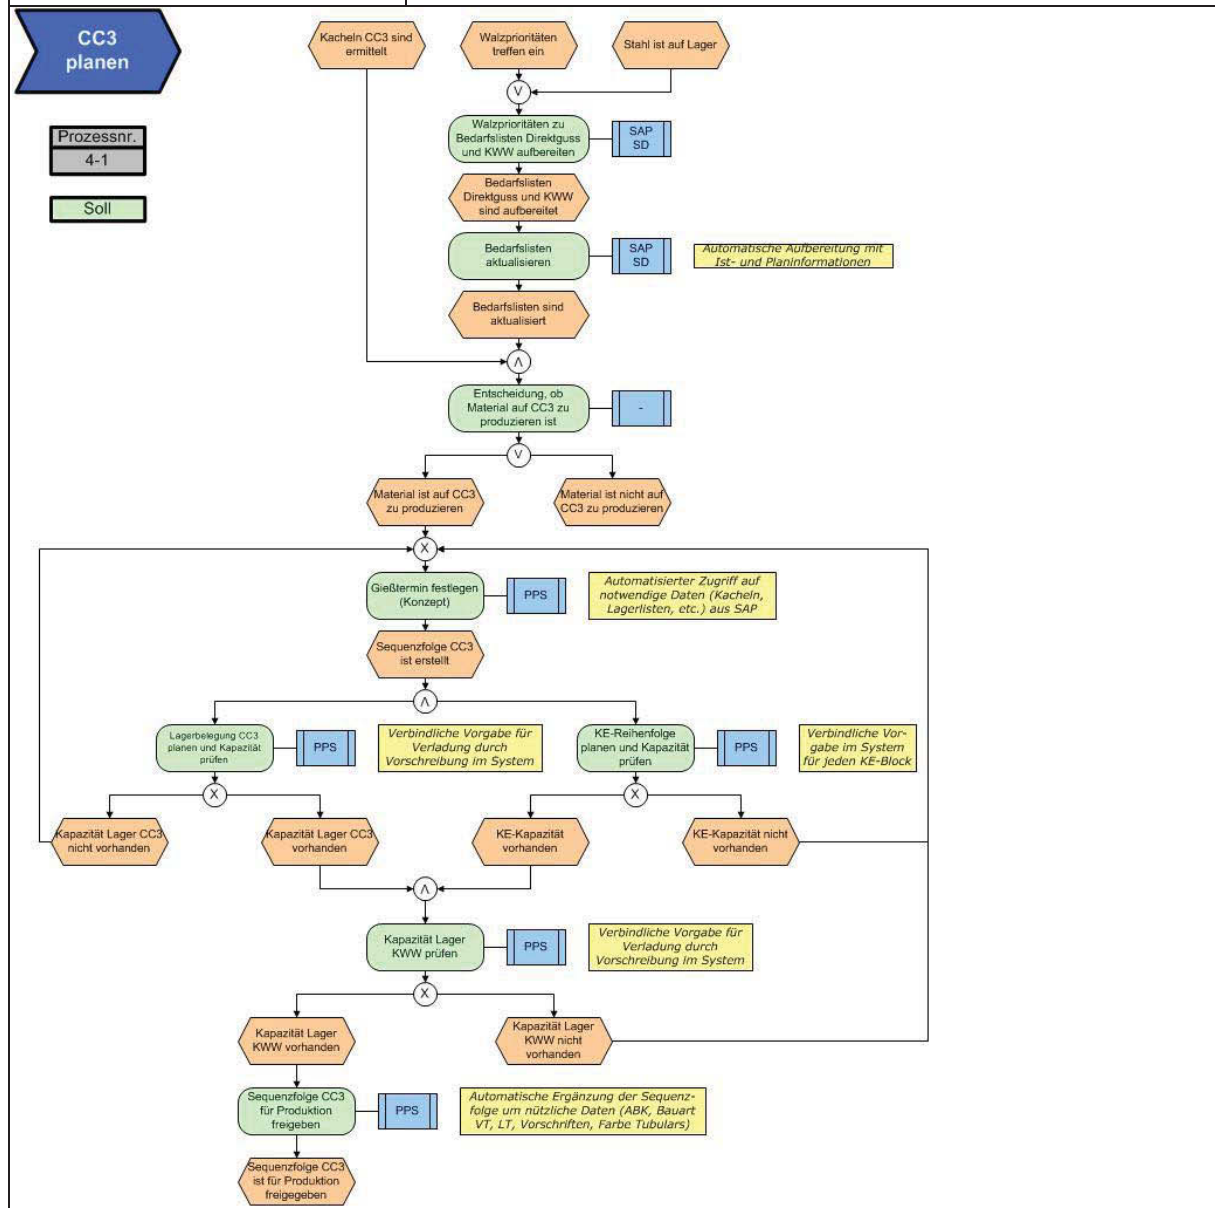 CC3
planen
Prozessnr.
4-1
Soll
Kacheln CC3 sind
ermittelt
Walzprioritäten
treffen ein
Stahl ist auf Lager
V
Walzprioritäten zu
Bedarfslisten Direktguss
und KWW aufbereiten
SAP
SD
Bedarfslisten
Direktguss und KWW
sind aufbereitet
Bedarfslisten
aktualisieren
SAP
SD
Automatische Aufbereitung mit
Ist- und Planinformationen
Bedarfslisten sind
aktualisiert
Λ
Entscheidung, ob
Material auf CC3 zu
produzieren ist
-
V
Material ist auf CC3
zu produzieren
Material ist nicht auf
CC3 zu produzieren
X
Gießtermin festlegen
(Konzept)
PPS
Automatisierter Zugriff auf
notwendige Daten (Kacheln,
Lagerlisten, etc.) aus SAP
Sequenzfolge CC3
ist erstellt
Λ
Lagerbelegung CC3
planen und Kapazität
prüfen
PPS
Verbindliche Vorgabe für
Verladung durch
Vorschreibung im System
KE-Reihenfolge
planen und Kapazität
prüfen
PPS
Verbindliche Vor-
gabe im System
für jeden KE-Block
X
X
Kapazität Lager CC3
nicht vorhanden
Kapazität Lager CC3
vorhanden
KE-Kapazität
vorhanden
KE-Kapazität nicht
vorhanden
Λ
Kapazität Lager
KWW prüfen
PPS
Verbindliche Vorgabe für
Verladung durch
Vorschreibung im System
X
Kapazität Lager
KWW vorhanden
Kapazität Lager
KWW nicht
vorhanden
Sequenzfolge CC3
für Produktion
freigeben
PPS
Automatische Ergänzung der Sequenz-
folge um nützliche Daten (ABK, Bauart
VT, LT, Vorschriften, Farbe Tubulars)
Sequenzfolge CC3
ist für Produktion
freigegeben